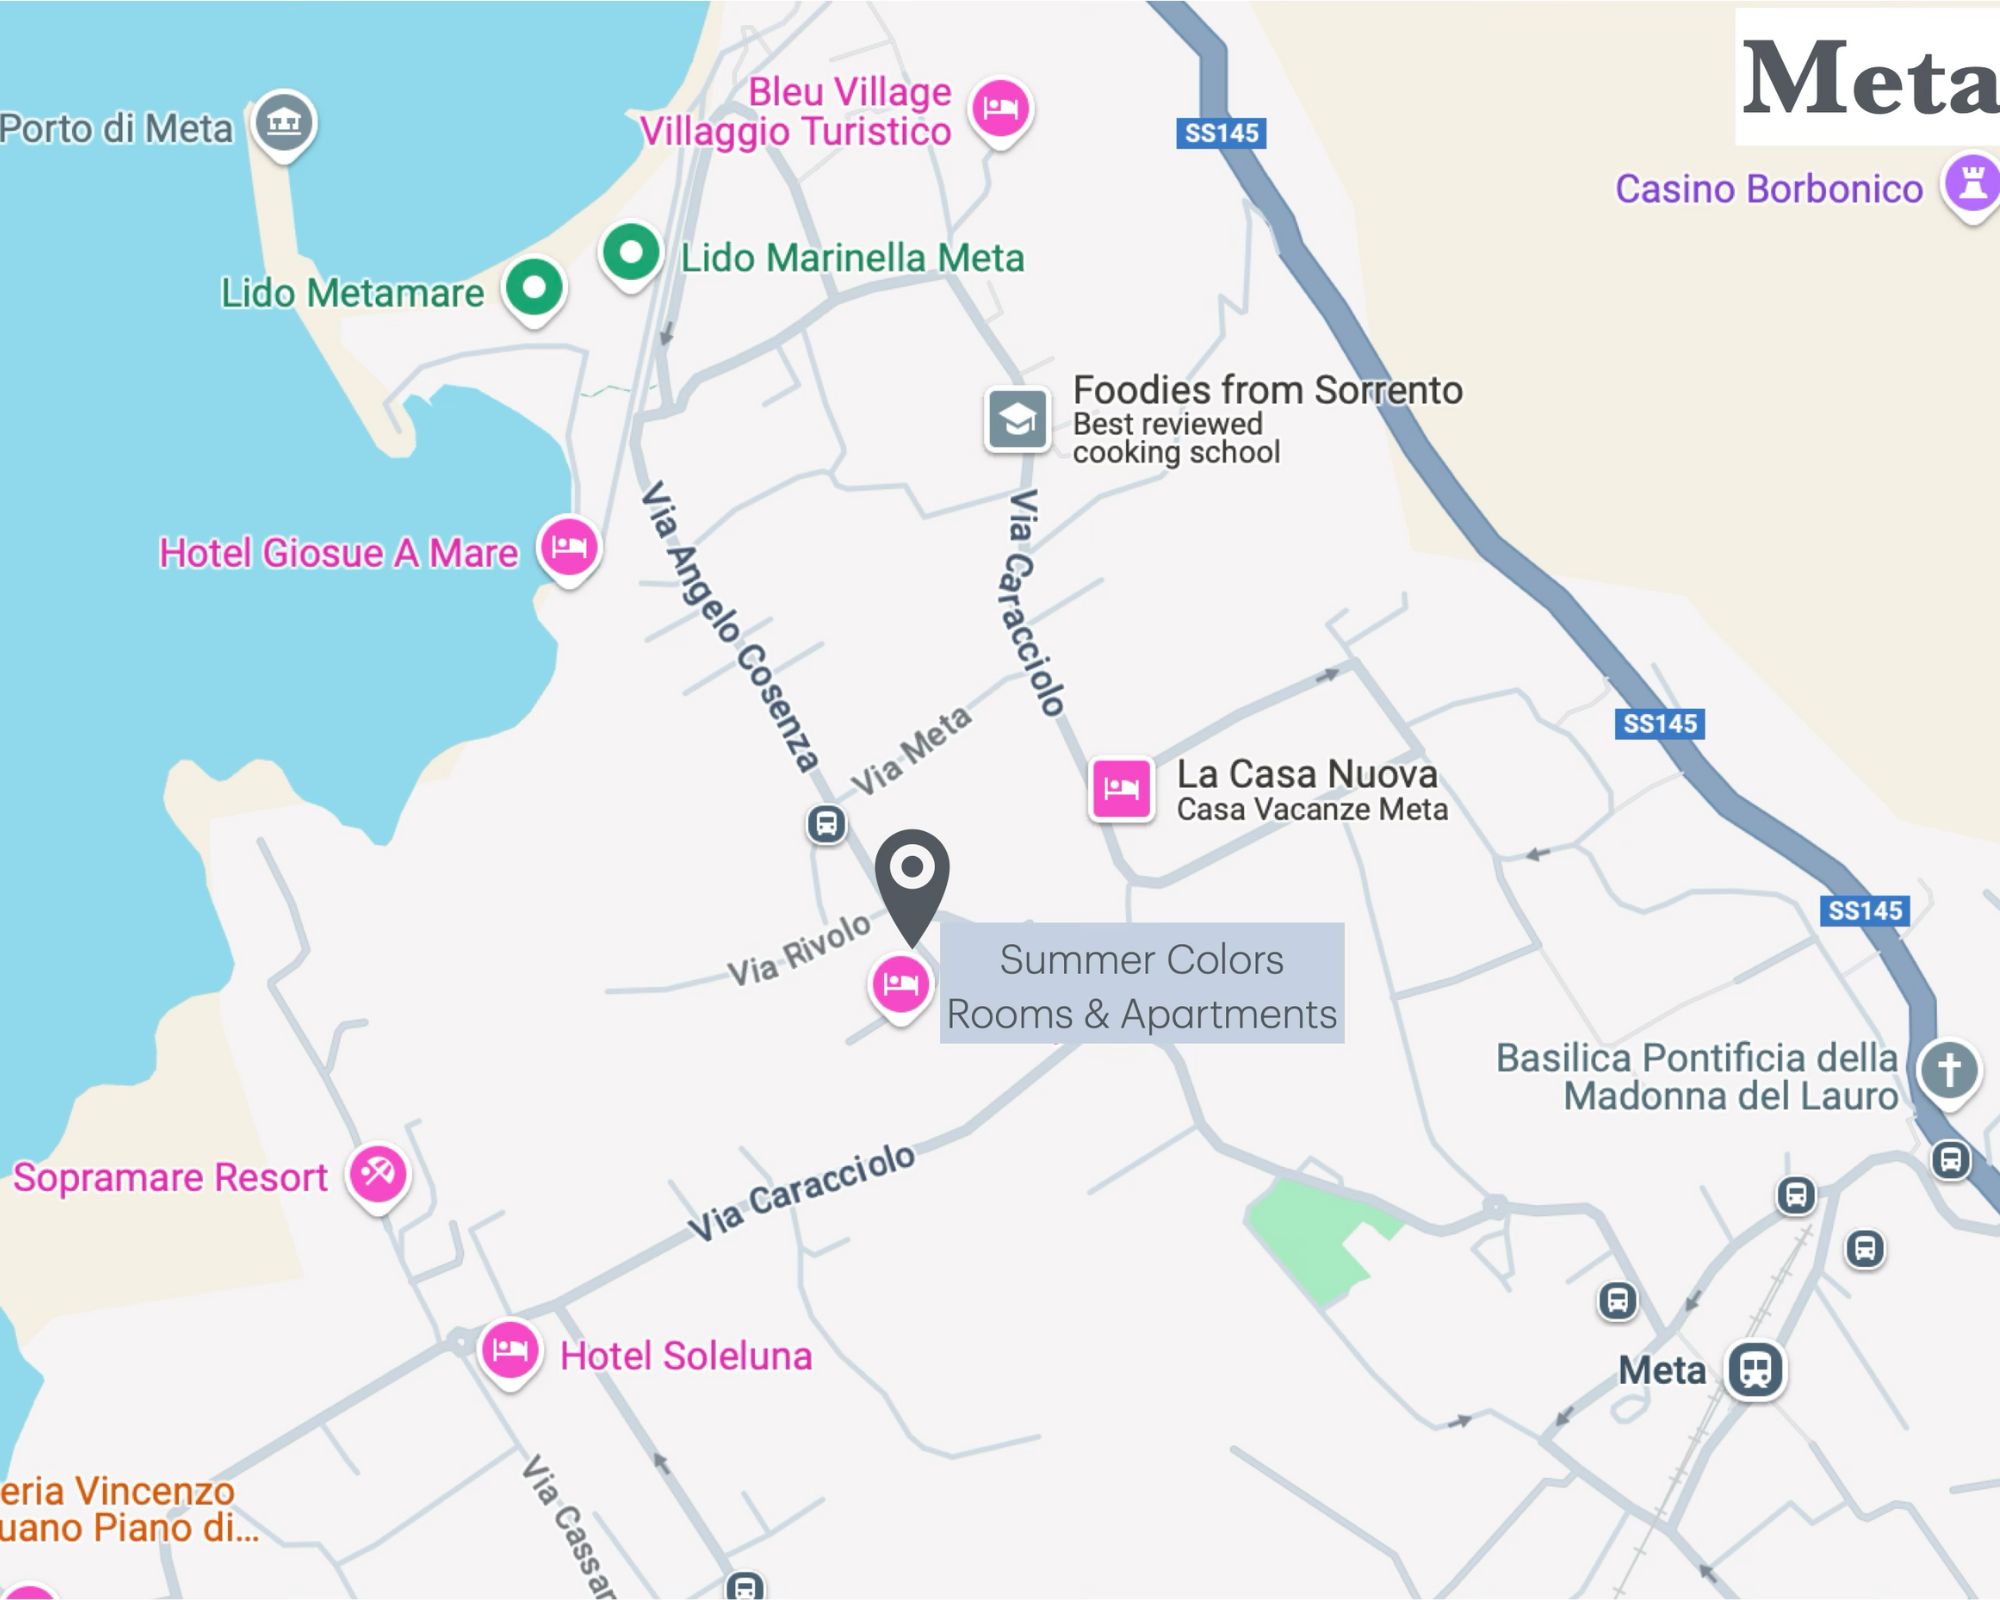 Meta
Bleu Village
Villaggio Turistico
Porto di Meta
SS145
Casino Borbonico
Lido Marinella Meta
Lido Metamare
Foodies from Sorrento
Best reviewed
cooking school
Via Angelo Cosenza
Via Caracciolo
Hotel Giosue A Mare
Via Meta
SS145
La Casa Nuova
Casa Vacanze Meta
SS145
Via Rivolo
Summer Colors
Rooms & Apartments
Basilica Pontificia della
Madonna del Lauro
Sopramare Resort
Via Caracciolo
Hotel Soleluna
Meta
eria Vincenzo
uano Piano di...
Via Cassan